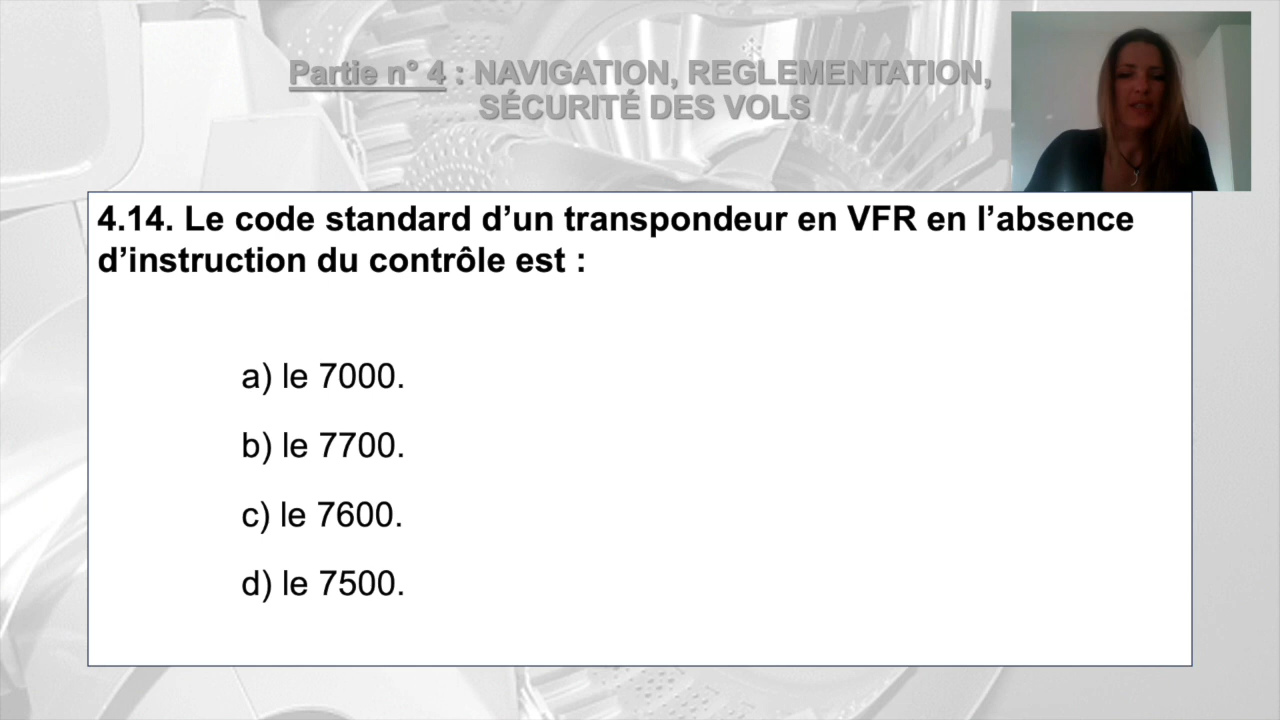 Partie n° 4 : NAVIGATION, REGLEMENTATION,
SÉCURITÉ DES VOLS
4.14. Le code standard d’un transpondeur en VFR en l’absence
d’instruction du contrôle est :
a) le 7000.
b) le 7700.
c) le 7600.
d) le 7500.